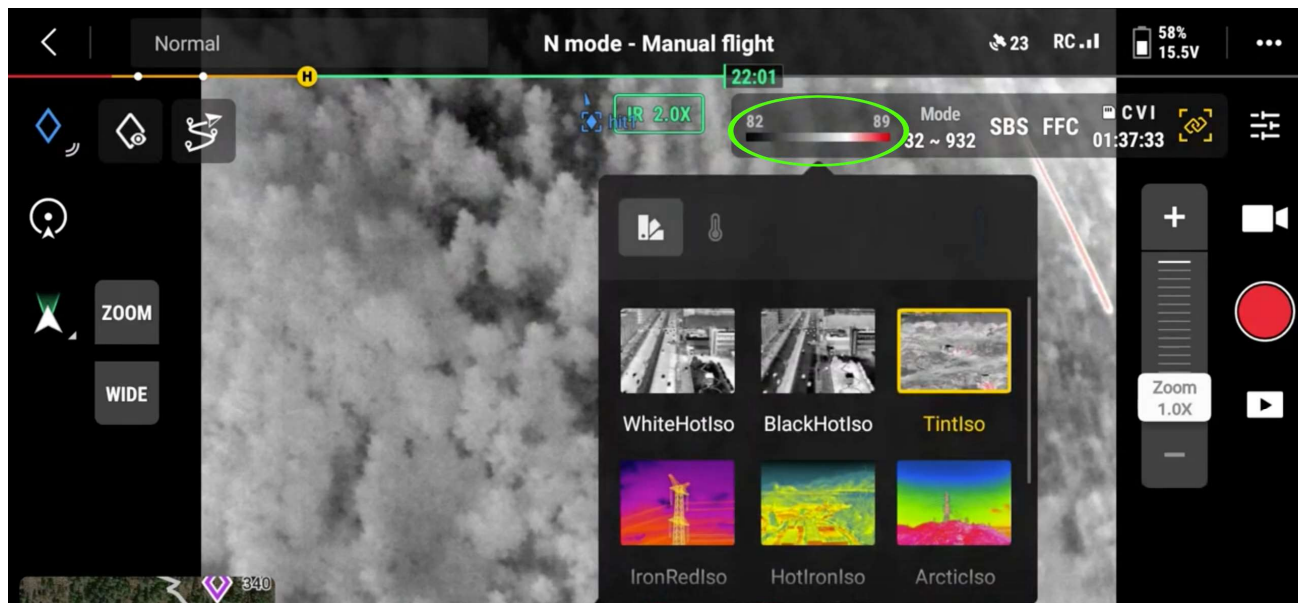 Normal
N mode - Manual flight
23
RC
58%
15.5V
H
22:01
hit1
IR 2.0X
82
89
Mode
32 ~ 932
SBS
FFC
CVI
01:37:33
ZOOM
WIDE
Zoom
1.0X
WhiteHotIso
BlackHotIso
TintIso
IronRedIso
HotIronIso
ArcticIso
340